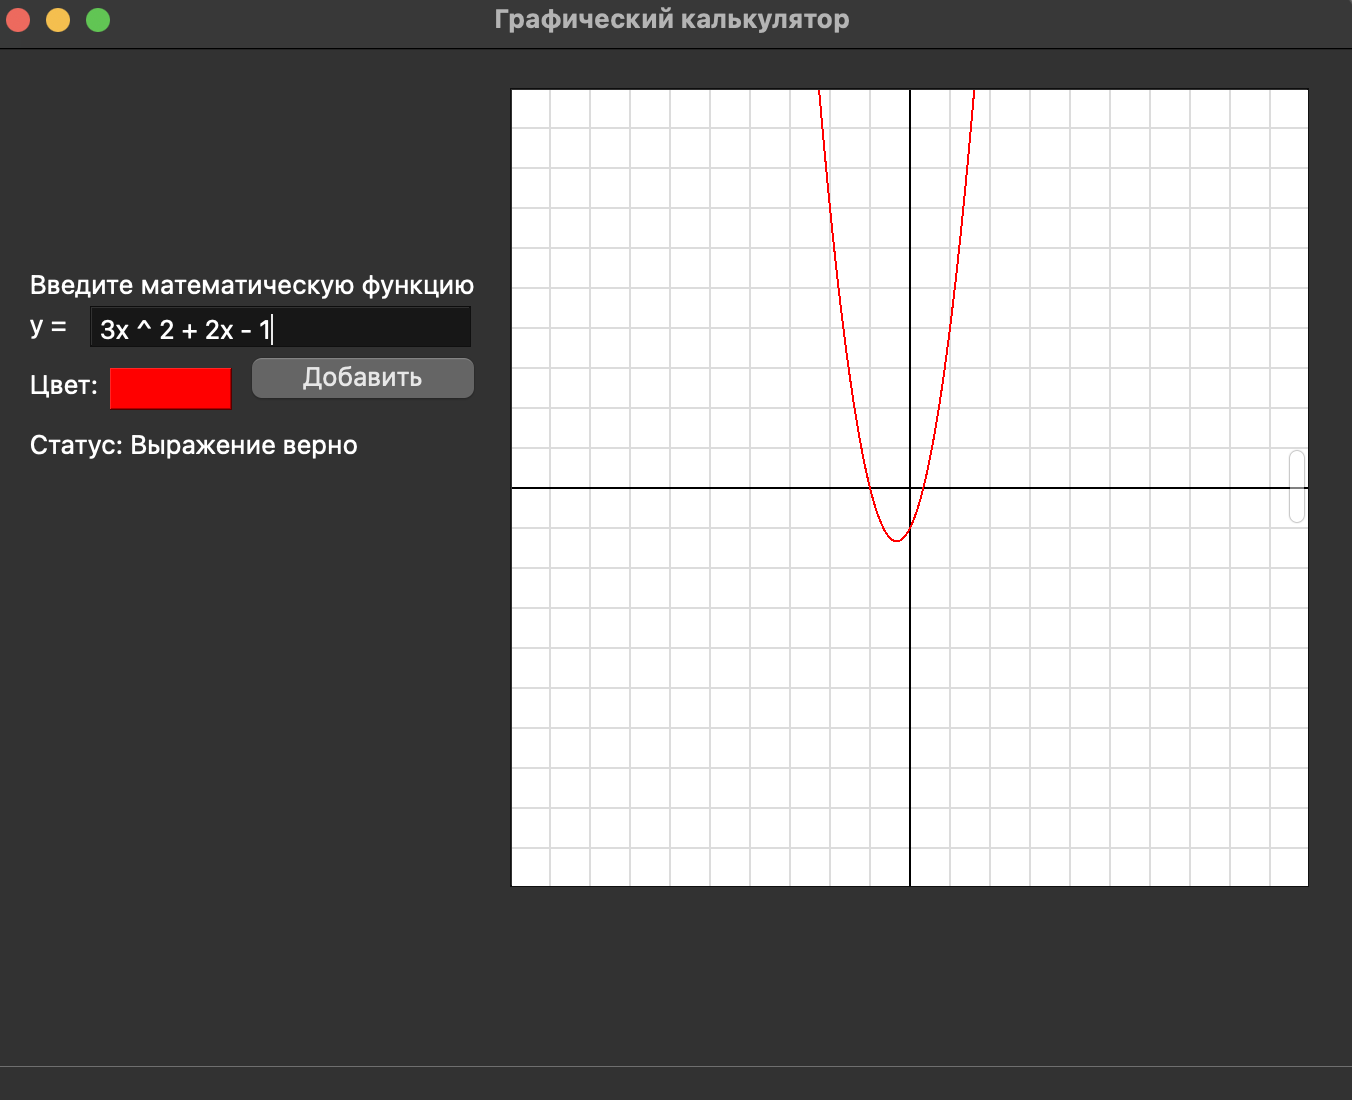 Графический калькулятор
Введите математическую функцию
y = 3x ^ 2 + 2x - 1
Цвет: Добавить
Статус: Выражение верно